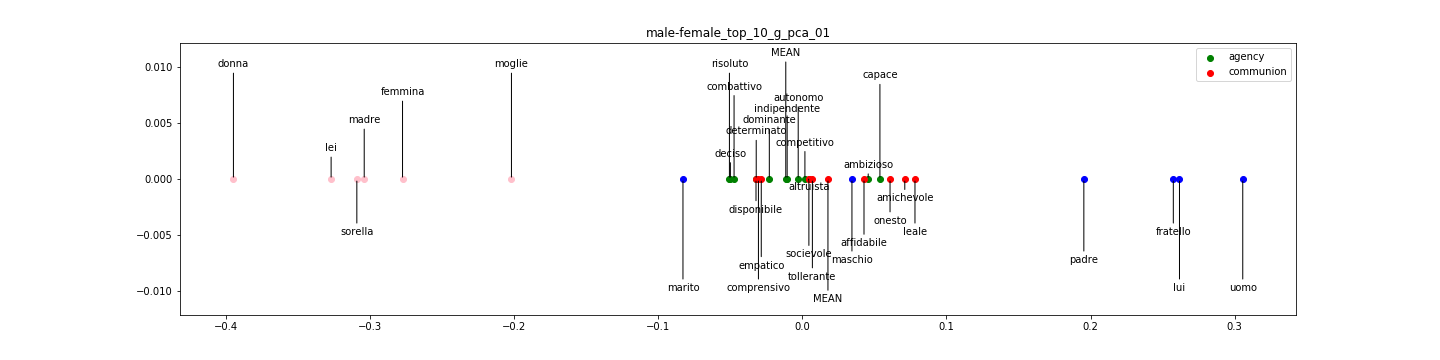 male-female_top_10_g_pca_01
MEAN
donna
moglie
risoluto
agency
communion
capace
combattivo
femmina
autonomo
indipendente
madre
dominante
determinato
lei
competitivo
deciso
ambizioso
altruista
amichevole
disponibile
onesto
sorella
leale
fratello
affidabile
socievole
maschio
padre
empatico
tollerante
marito
comprensivo
lui
uomo
MEAN
0.010
0.005
0.000
−0.005
−0.010
−0.4
−0.3
−0.2
−0.1
0.0
0.1
0.2
0.3